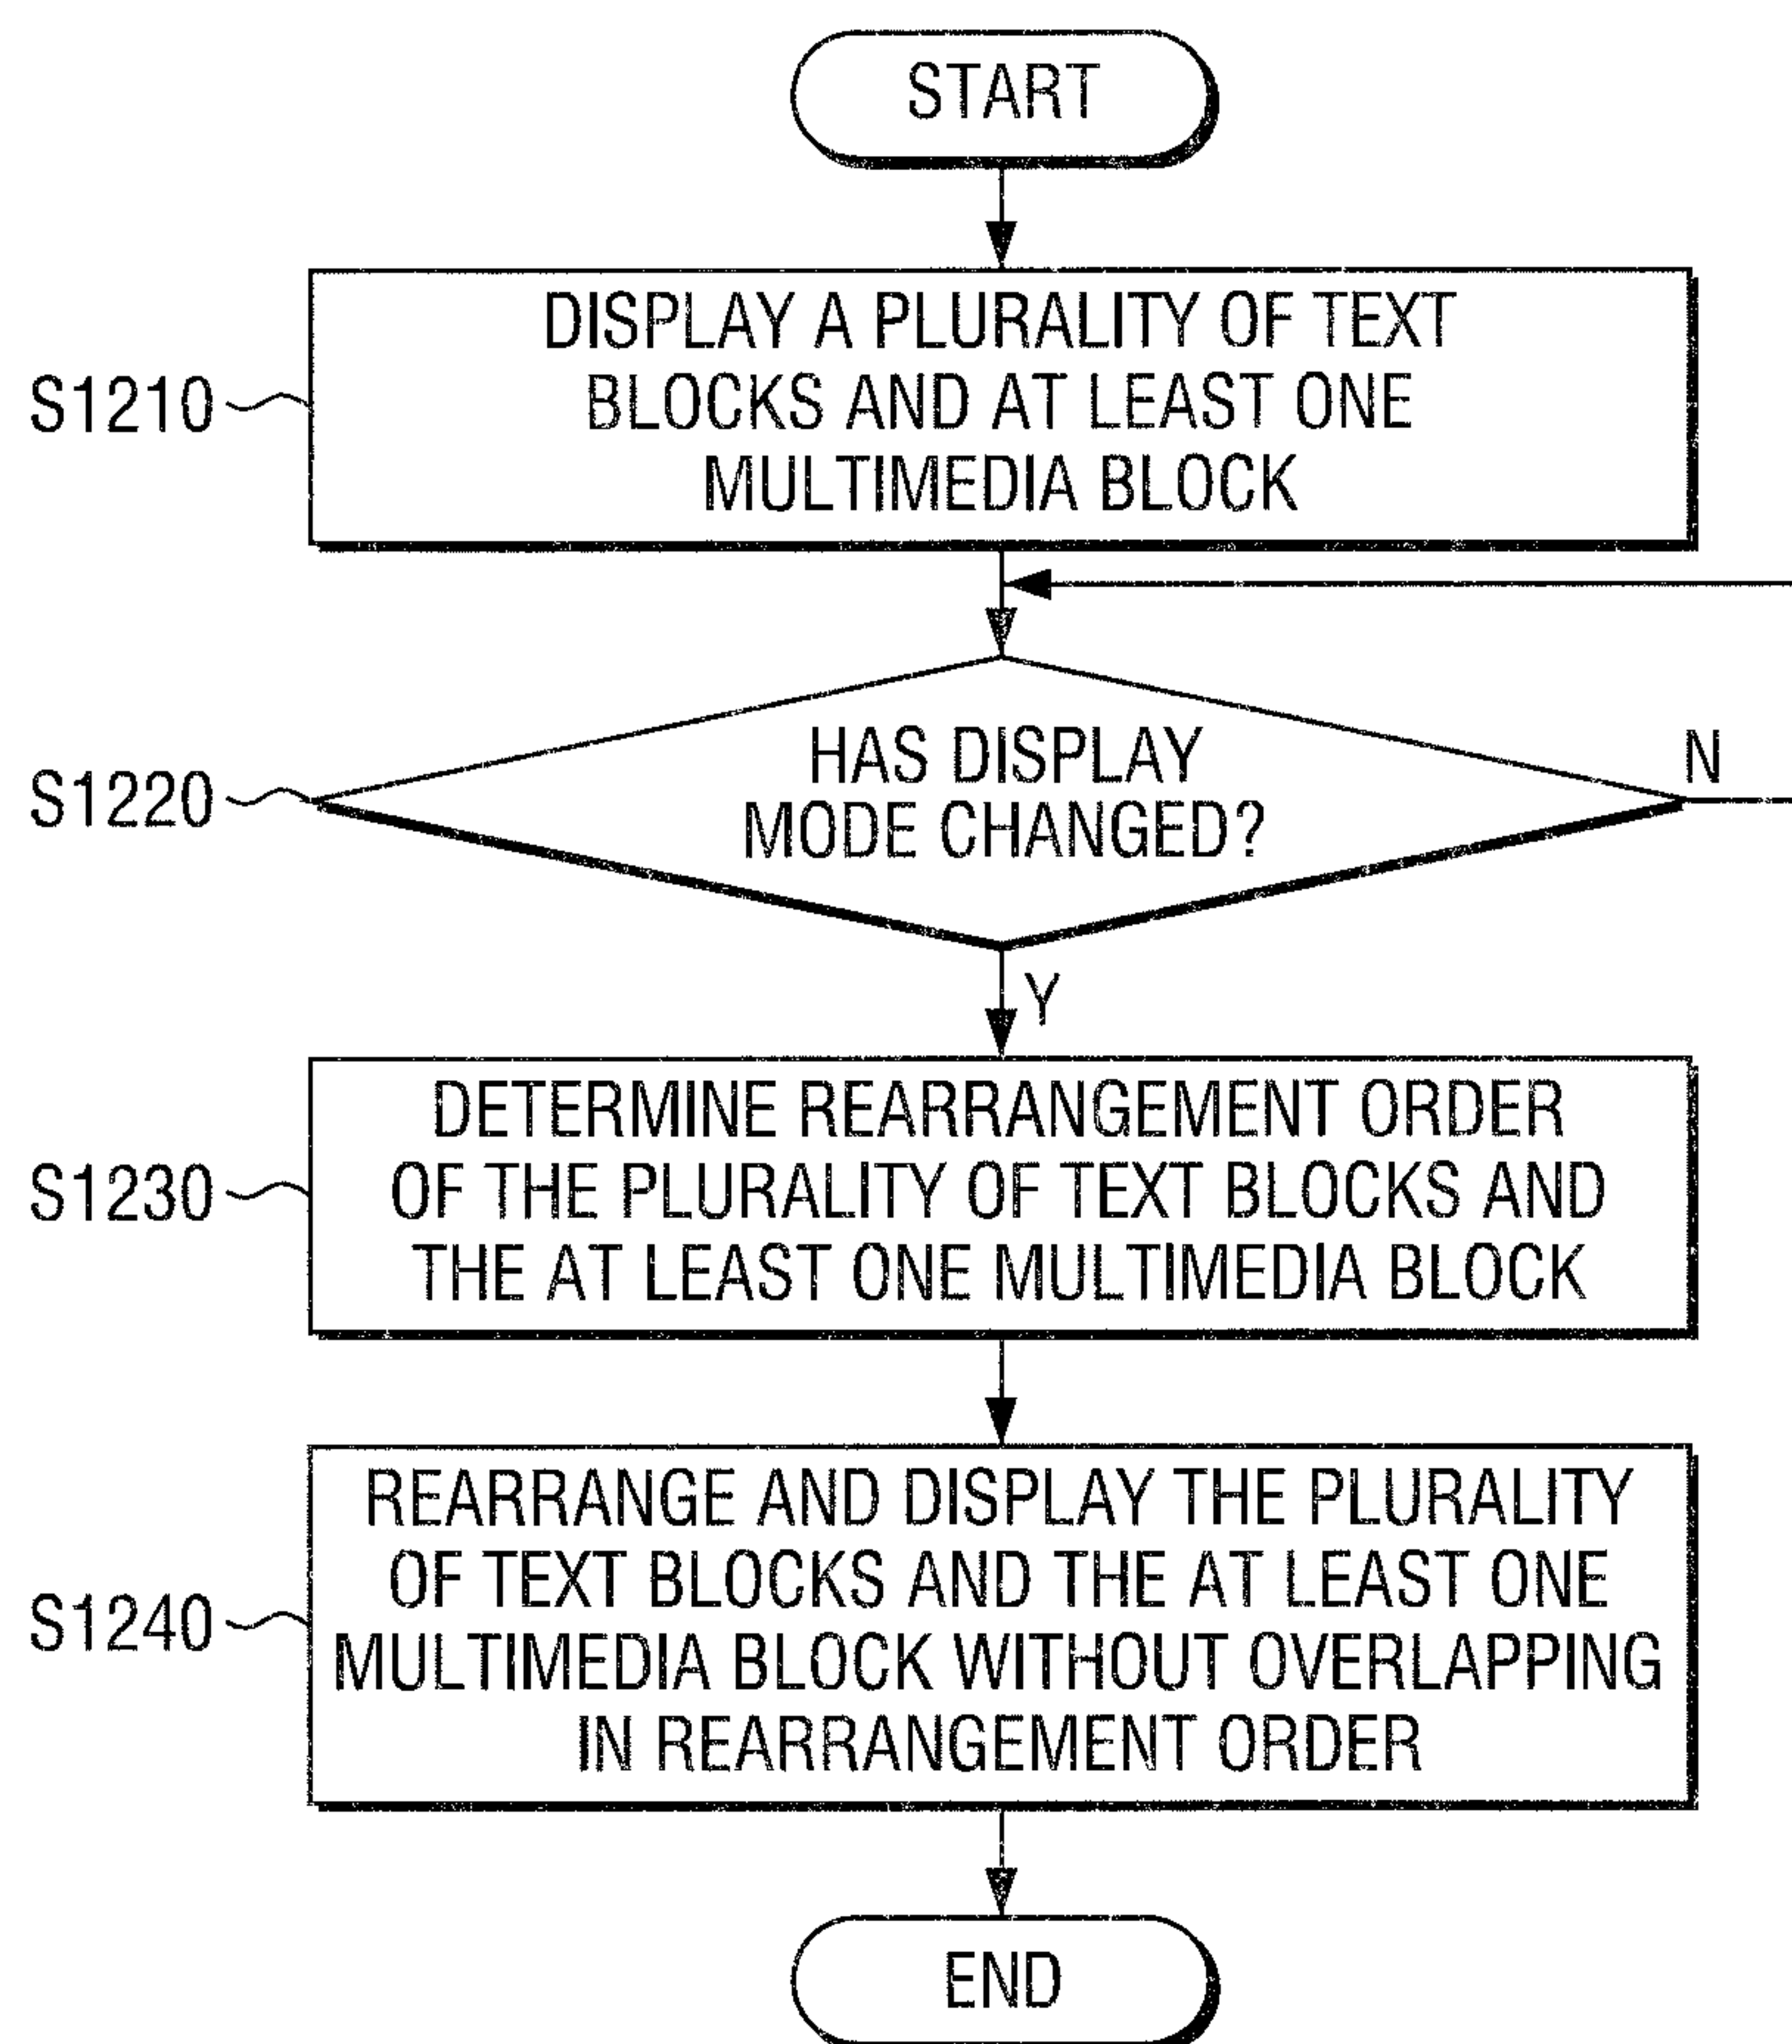 START
DISPLAY A PLURALITY OF TEXT
BLOCKS AND AT LEAST ONE
MULTIMEDIA BLOCK
S1210
HAS DISPLAY
MODE CHANGED?
S1220
N
Y
DETERMINE REARRANGEMENT ORDER
OF THE PLURALITY OF TEXT BLOCKS AND
THE AT LEAST ONE MULTIMEDIA BLOCK
S1230
REARRANGE AND DISPLAY THE PLURALITY
OF TEXT BLOCKS AND THE AT LEAST ONE
MULTIMEDIA BLOCK WITHOUT OVERLAPPING
IN REARRANGEMENT ORDER
S1240
END